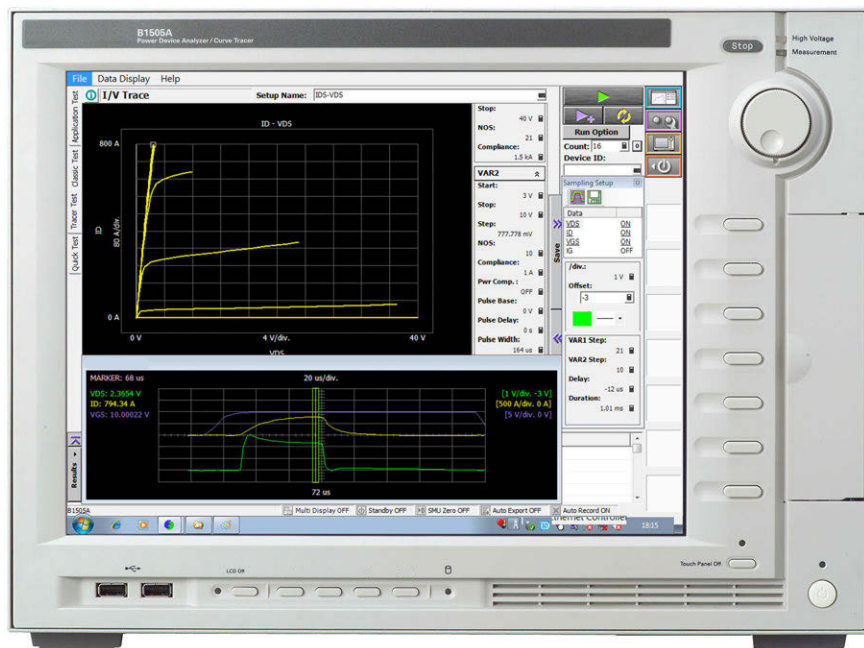 B1505A
Power Device Analyzer / Curve Tracer
Stop
High Voltage
Measurement
File Data Display Help
I/V Trace Setup Name: IDS-VDS
Quick Test Tracer Test Classic Test Application Test
ID - VDS
800 A
ID
80 A/div.
0 A
0 V 4 V/div. 40 V
VDS
Stop:
40 V
NOS:
21
Compliance:
1.5 kA
VAR2
Start:
3 V
Stop:
10 V
Step:
777.778 mV
NOS:
10
Compliance:
1 A
Pwr Comp.:
OFF
Pulse Base:
0 V
Pulse Delay:
0 s
Pulse Width:
164 us
Save
Run Option
Count: 16
Device ID:
Sampling Setup
Data
VDS ON
ID ON
VGS ON
IG OFF
/div.:
1 V
Offset:
-3
VAR1 Step:
21
VAR2 Step:
10
Delay:
-12 us
Duration:
1.01 ms
MARKER: 68 us 20 us/div.
VDS: 2.3654 V [1 V/div. -3 V]
ID: 794.34 A [500 A/div. 0 A]
VGS: 10.00022 V [5 V/div. 0 V]
72 us
Results
B1505A Multi Display OFF Standby OFF SMU Zero OFF Auto Export OFF Auto Record ON
Ethernet Controller
18:15
Touch Panel Off
LCD Off